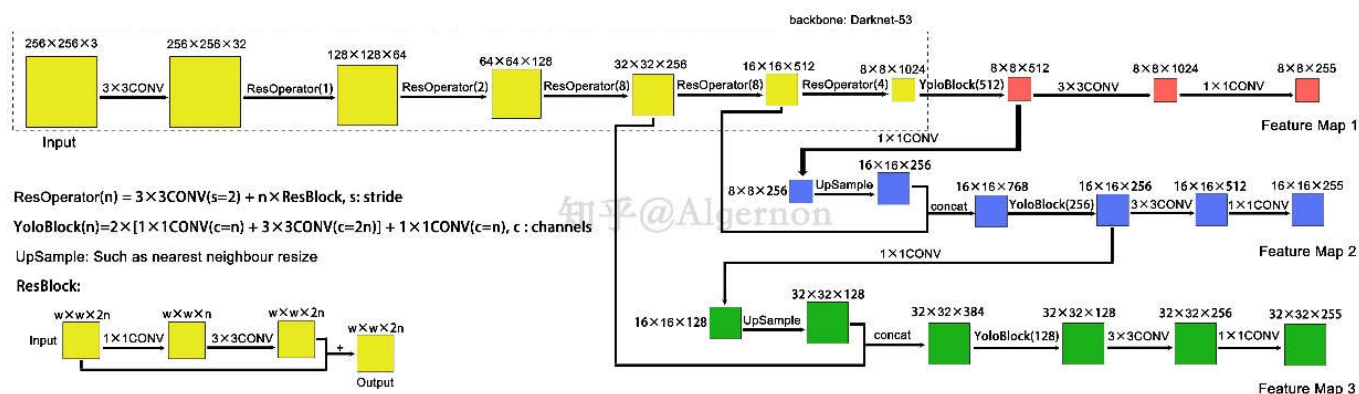 backbone: Darknet-53
256×256×3
256×256×32
128×128×64
64×64×128
32×32×256
16×16×512
8×8×1024
8×8×512
8×8×1024
8×8×255
3×3CONV
ResOperator(1)
ResOperator(2)
ResOperator(8)
ResOperator(8)
ResOperator(4)
YoloBlock(512)
3×3CONV
1×1CONV
Input
Feature Map 1
1×1CONV
8×8×256
UpSample
16×16×256
concat
16×16×768
YoloBlock(256)
16×16×256
3×3CONV
16×16×512
1×1CONV
16×16×255
Feature Map 2
知乎 @Algernon
ResOperator(n) = 3×3CONV(s=2) + n×ResBlock, s: stride
YoloBlock(n)=2×[1×1CONV(c=n) + 3×3CONV(c=2n)] + 1×1CONV(c=n), c : channels
UpSample: Such as nearest neighbour resize
ResBlock:
1×1CONV
16×16×128
UpSample
32×32×128
concat
32×32×384
YoloBlock(128)
32×32×128
3×3CONV
32×32×256
1×1CONV
32×32×255
Feature Map 3
w×w×2n
w×w×n
w×w×2n
w×w×2n
Input
1×1CONV
3×3CONV
+
Output